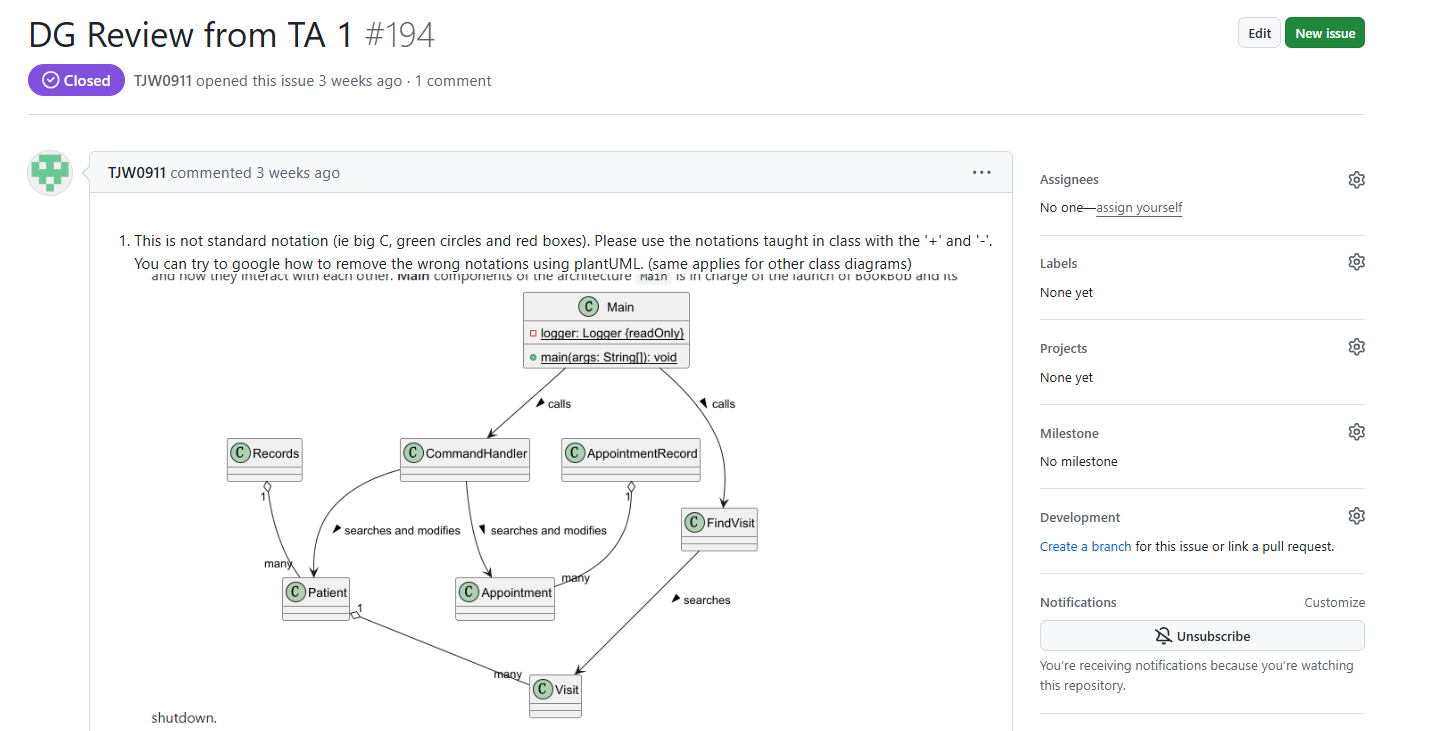 DG Review from TA 1 #194
Edit
New issue
Closed
TJW0911 opened this issue 3 weeks ago · 1 comment
TJW0911 commented 3 weeks ago
1. This is not standard notation (ie big C, green circles and red boxes). Please use the notations taught in class with the '+' and '-'.
You can try to google how to remove the wrong notations using plantUML. (same applies for other class diagrams)
and how they interact with each other. Main components of the architecture Main is in charge of the launch of BookBob and its
C Main
logger: Logger {readOnly}
main(args: String[]): void
calls
calls
C Records
C CommandHandler
C AppointmentRecord
1
1
C FindVisit
searches and modifies
searches and modifies
many
many
C Patient
C Appointment
1
searches
many
C Visit
shutdown.
Assignees
No one—assign yourself
Labels
None yet
Projects
None yet
Milestone
No milestone
Development
Create a branch for this issue or link a pull request.
Notifications
Customize
Unsubscribe
You're receiving notifications because you're watching
this repository.